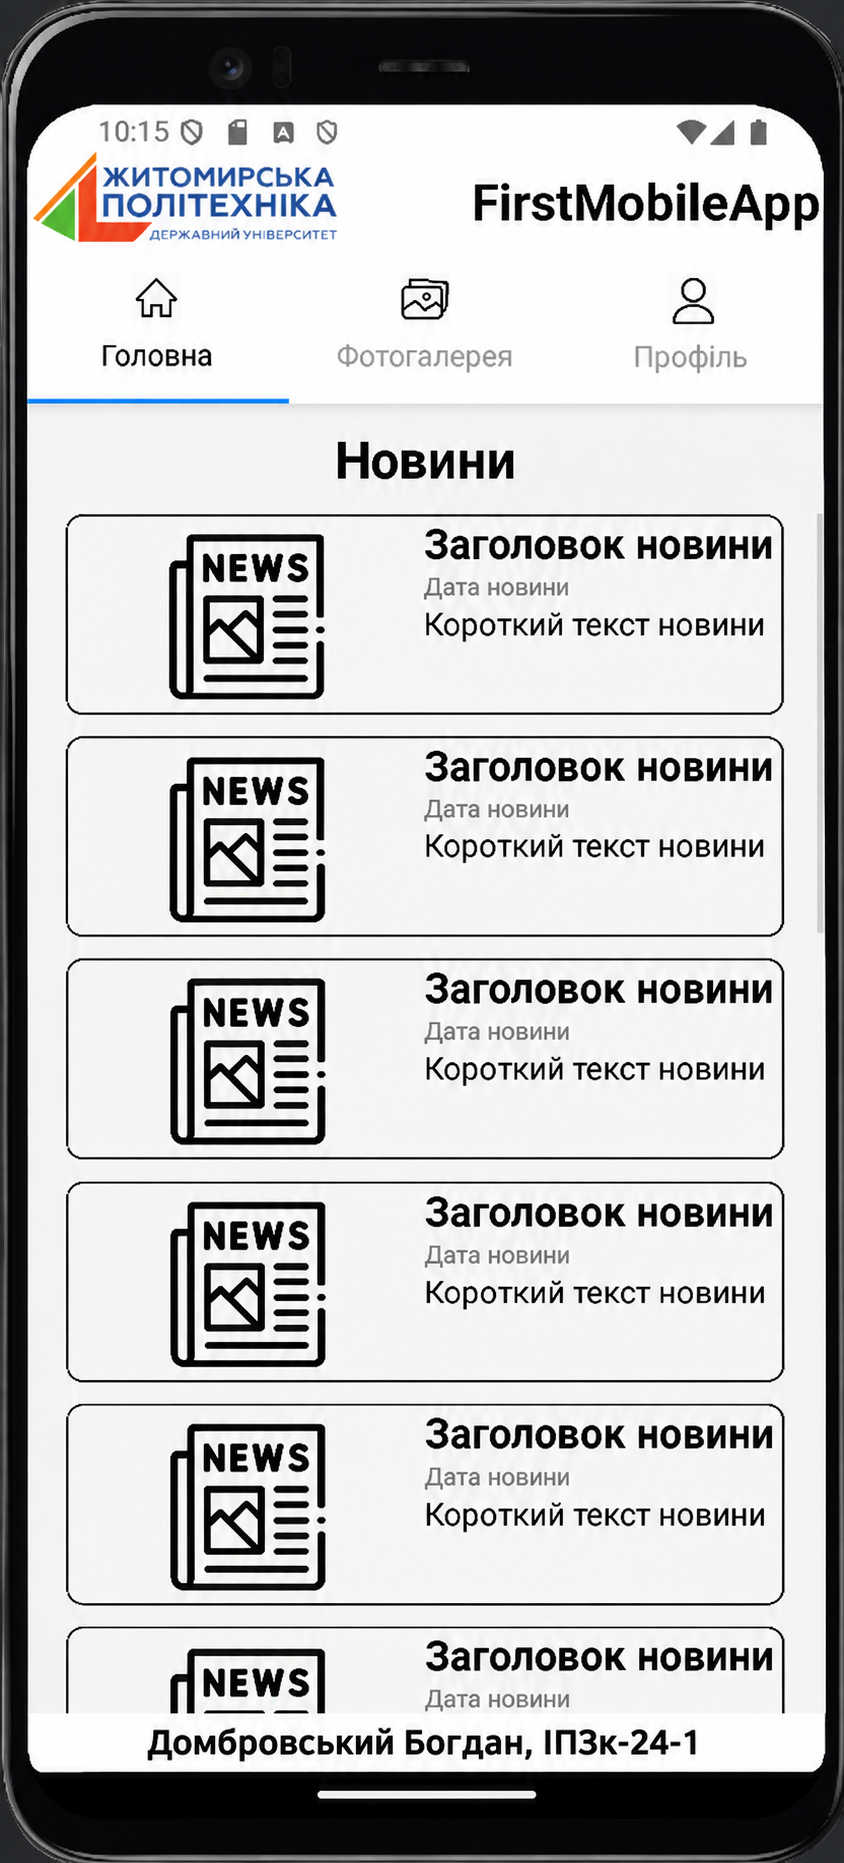 10:15
A
ЖИТОМИРСЬКА
ПОЛІТЕХНІКА
ДЕРЖАВНИЙ УНІВЕРСИТЕТ
FirstMobileApp
Головна
Фотогалерея
Профіль
Новини
NEWS
Заголовок новини
Дата новини
Короткий текст новини
NEWS
Заголовок новини
Дата новини
Короткий текст новини
NEWS
Заголовок новини
Дата новини
Короткий текст новини
NEWS
Заголовок новини
Дата новини
Короткий текст новини
NEWS
Заголовок новини
Дата новини
Короткий текст новини
NEWS
Заголовок новини
Дата новини
Домбровський Богдан, ІПЗк-24-1